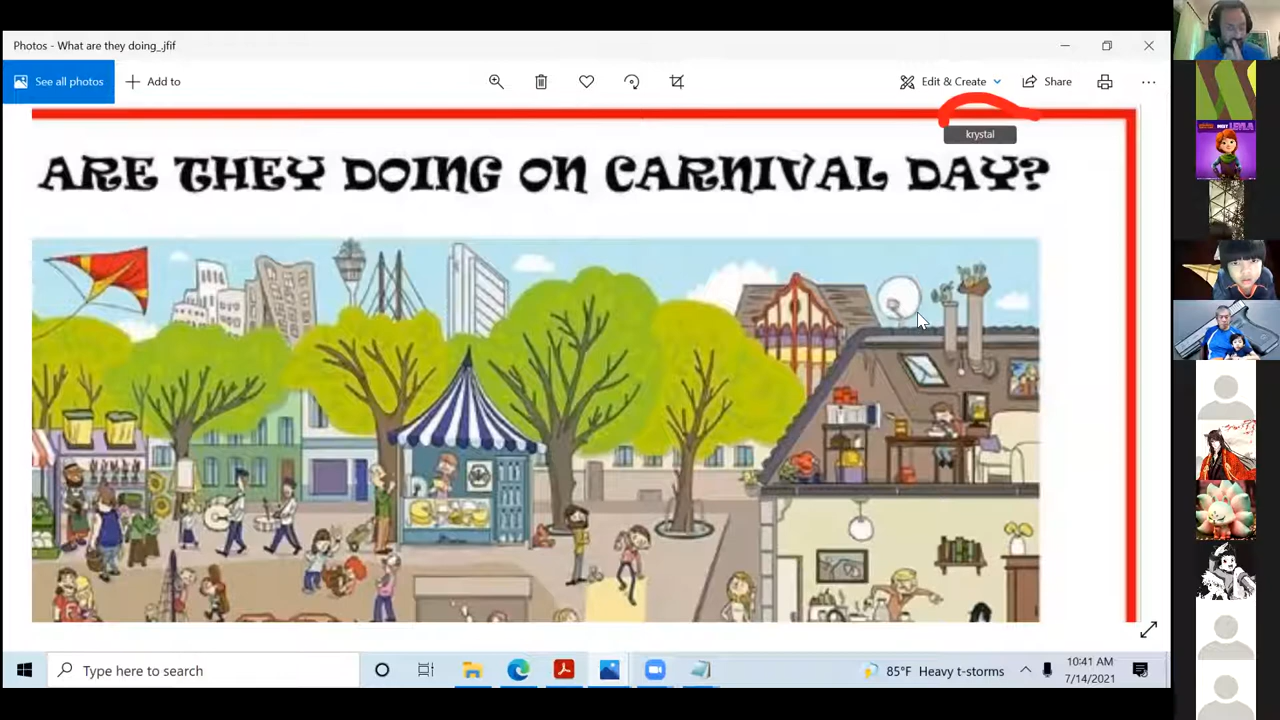 Photos - What are they doing_.jfif
See all photos
Add to
Edit & Create
Share
krystal
ARE THEY DOING ON CARNIVAL DAY?
Type here to search
85°F Heavy t-storms
10:41 AM
7/14/2021